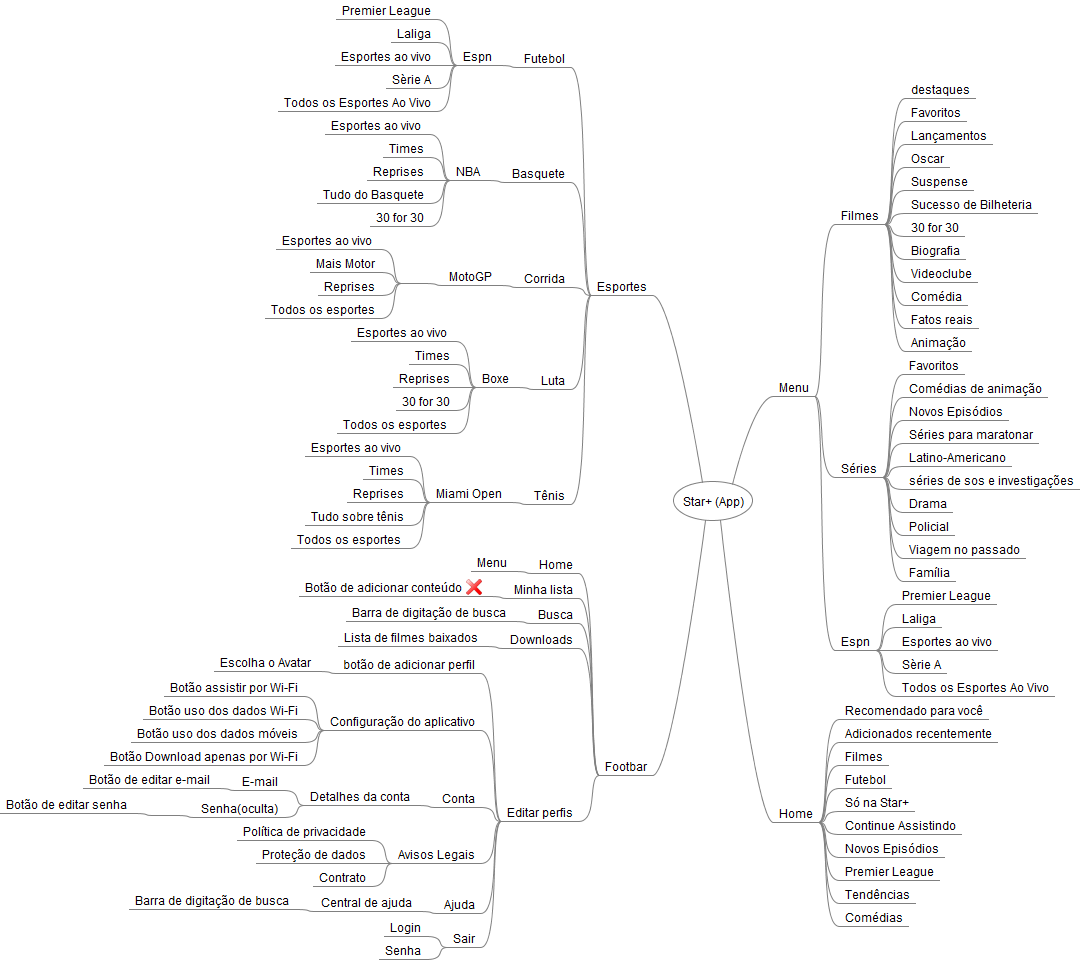 Star+ (App)
Menu
Filmes
destaques
Favoritos
Lançamentos
Oscar
Suspense
Sucesso de Bilheteria
30 for 30
Biografia
Videoclube
Comédia
Fatos reais
Animação
Séries
Favoritos
Comédias de animação
Novos Episódios
Séries para maratonar
Latino-Americano
séries de sos e investigações
Drama
Policial
Viagem no passado
Família
Espn
Premier League
Laliga
Esportes ao vivo
Sèrie A
Todos os Esportes Ao Vivo
Home
Recomendado para você
Adicionados recentemente
Filmes
Futebol
Só na Star+
Continue Assistindo
Novos Episódios
Premier League
Tendências
Comédias
Esportes
Futebol
Espn
Premier League
Laliga
Esportes ao vivo
Sèrie A
Todos os Esportes Ao Vivo
Basquete
NBA
Esportes ao vivo
Times
Reprises
Tudo do Basquete
30 for 30
Corrida
MotoGP
Esportes ao vivo
Mais Motor
Reprises
Todos os esportes
Luta
Boxe
Esportes ao vivo
Times
Reprises
30 for 30
Todos os esportes
Tênis
Miami Open
Esportes ao vivo
Times
Reprises
Tudo sobre tênis
Todos os esportes
Footbar
Home
Menu
Minha lista
Botão de adicionar conteúdo
Busca
Barra de digitação de busca
Downloads
Lista de filmes baixados
Editar perfis
botão de adicionar perfil
Escolha o Avatar
Configuração do aplicativo
Botão assistir por Wi-Fi
Botão uso dos dados Wi-Fi
Botão uso dos dados móveis
Botão Download apenas por Wi-Fi
Conta
Detalhes da conta
E-mail
Botão de editar e-mail
Senha(oculta)
Botão de editar senha
Avisos Legais
Política de privacidade
Proteção de dados
Contrato
Ajuda
Central de ajuda
Barra de digitação de busca
Sair
Login
Senha